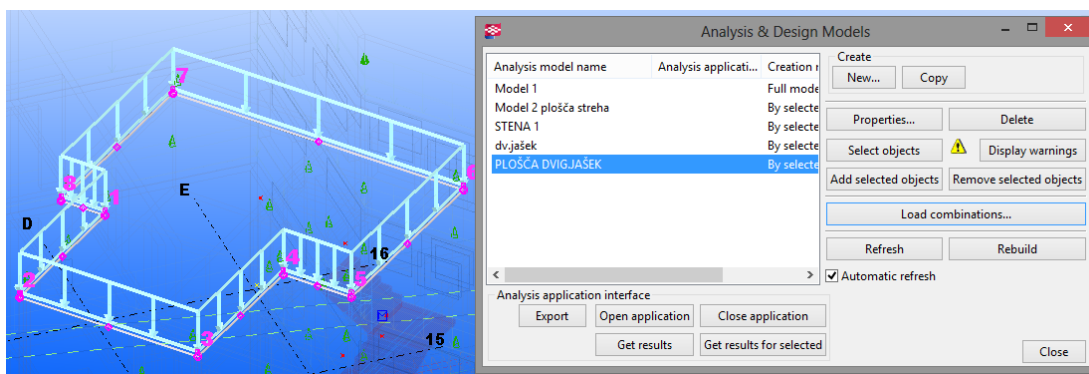 7
6
8
1
E
D
4
16
2
5
3
15
Analysis & Design Models
Analysis model name Analysis applicati... Creation r
Model 1 Full mode
Model 2 plošča streha By selecte
STENA 1 By selecte
dv.jašek By selecte
PLOŠČA DVIGJAŠEK By selecte
Create
New... Copy
Properties... Delete
Select objects Display warnings
Add selected objects Remove selected objects
Load combinations...
Refresh Rebuild
Automatic refresh
Analysis application interface
Export Open application Close application
Get results Get results for selected
Close